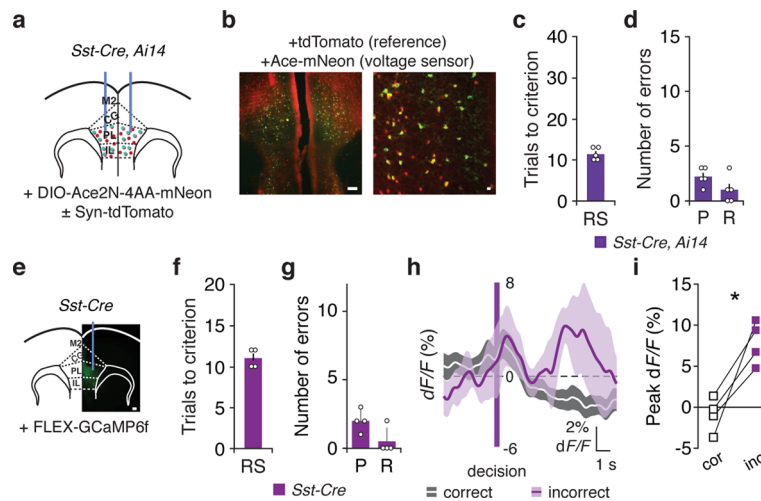 a
Sst-Cre, Ai14
M2
CG
PL
IL
+ DIO-Ace2N-4AA-mNeon
± Syn-tdTomato
b
+tdTomato (reference)
+Ace-mNeon (voltage sensor)
c
Trials to criterion
40
30
20
10
0
RS
d
Number of errors
15
10
5
0
P R
Sst-Cre, Ai14
e
Sst-Cre
M2
CG
PL
IL
+ FLEX-GCaMP6f
f
Trials to criterion
20
15
10
5
0
RS
g
Number of errors
10
5
0
P R
Sst-Cre
h
dF/F (%)
8
0
-6
2%
dF/F
1 s
decision
correct incorrect
i
Peak dF/F (%)
15
10
5
0
-5
*
cor
inc